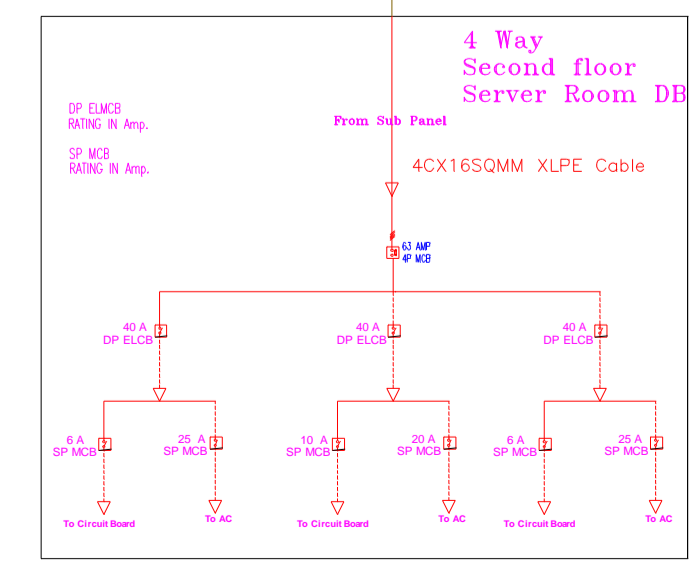 4 Way
Second floor
Server Room DB
DP ELMCB
RATING IN Amp.
SP MCB
RATING IN Amp.
From Sub Panel
4CX16SQMM XLPE Cable
63 AMP
4P MCB
40 A
DP ELCB
40 A
DP ELCB
40 A
DP ELCB
6 A
SP MCB
25 A
SP MCB
10 A
SP MCB
20 A
SP MCB
6 A
SP MCB
25 A
SP MCB
To Circuit Board
To AC
To Circuit Board
To AC
To Circuit Board
To AC